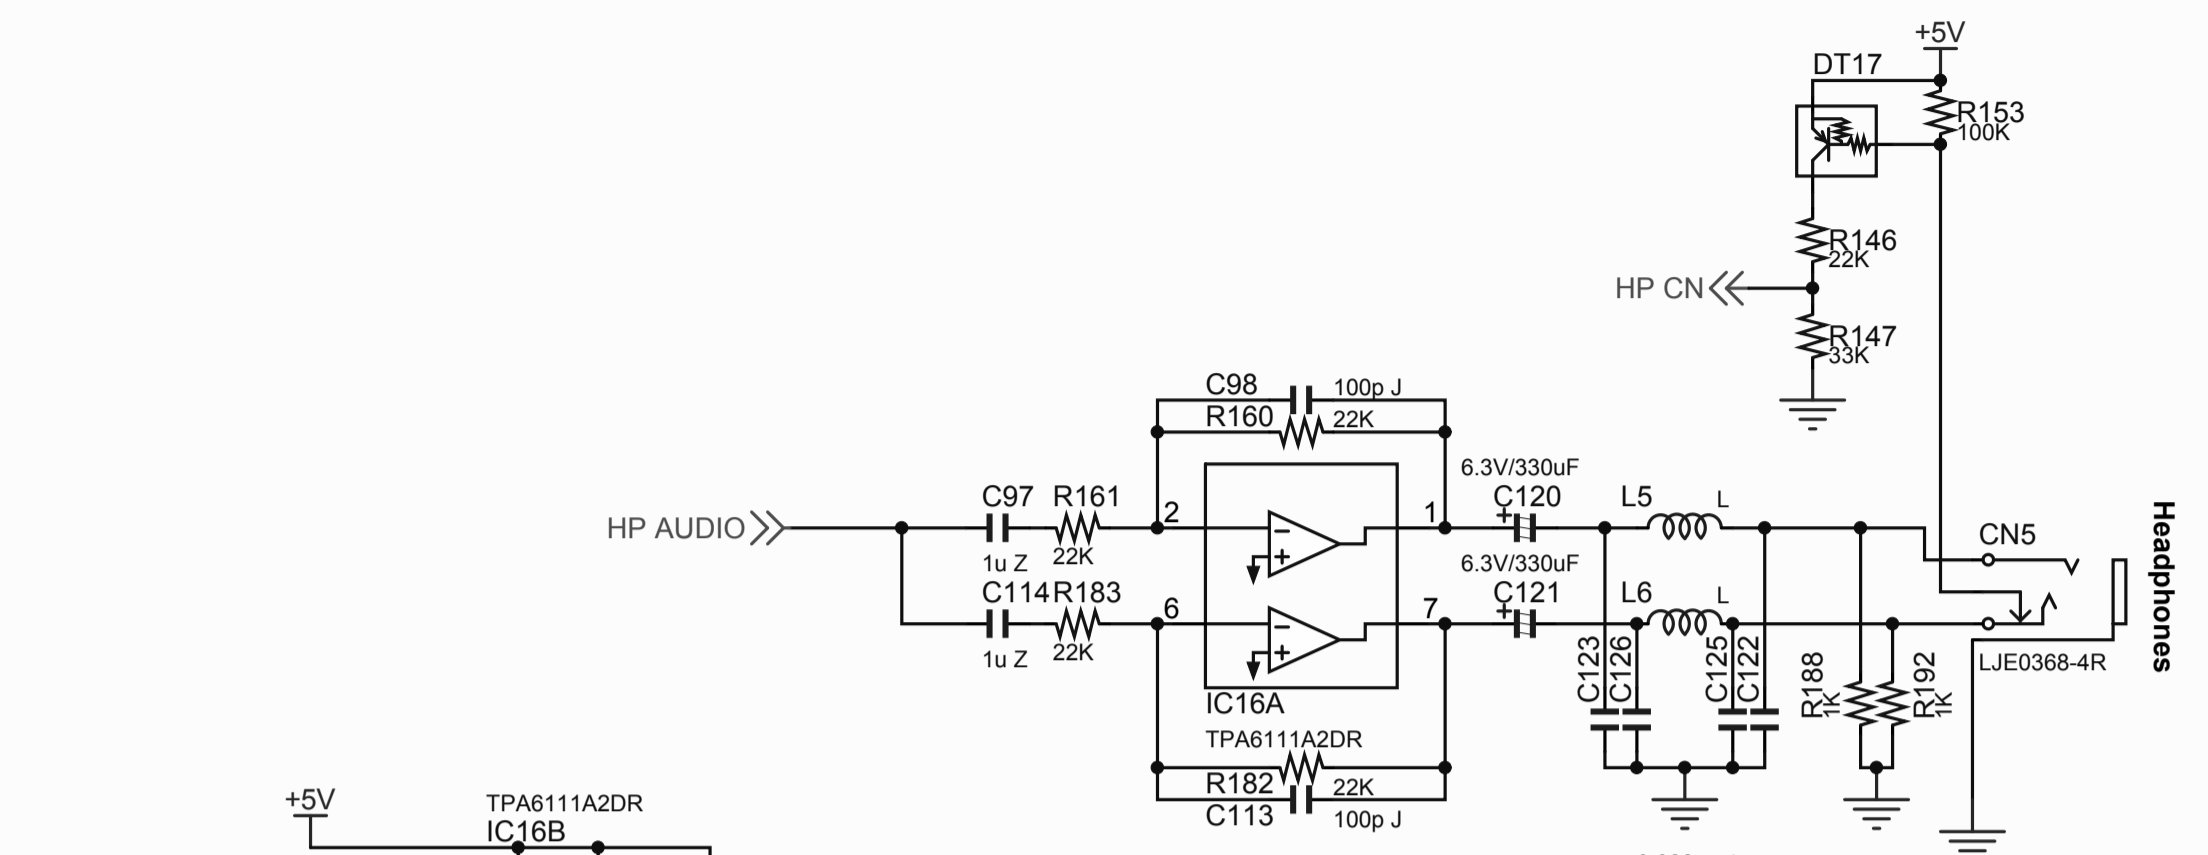 +5V
DT17
R153
100K
R146
22K
HP CN
R147
33K
C98
100p J
R160
22K
6.3V/330uF
C97
R161
2
1
C120
+
L5
L
HP AUDIO
−
+
CN5
1u Z
22K
6.3V/330uF
C114
R183
6
7
C121
+
L6
L
−
+
1u Z
22K
C123
C126
C125
C122
R188
1K
R192
1K
LJE0368-4R
Headphones
IC16A
TPA6111A2DR
R182
22K
C113
100p J
+5V
TPA6111A2DR
IC16B